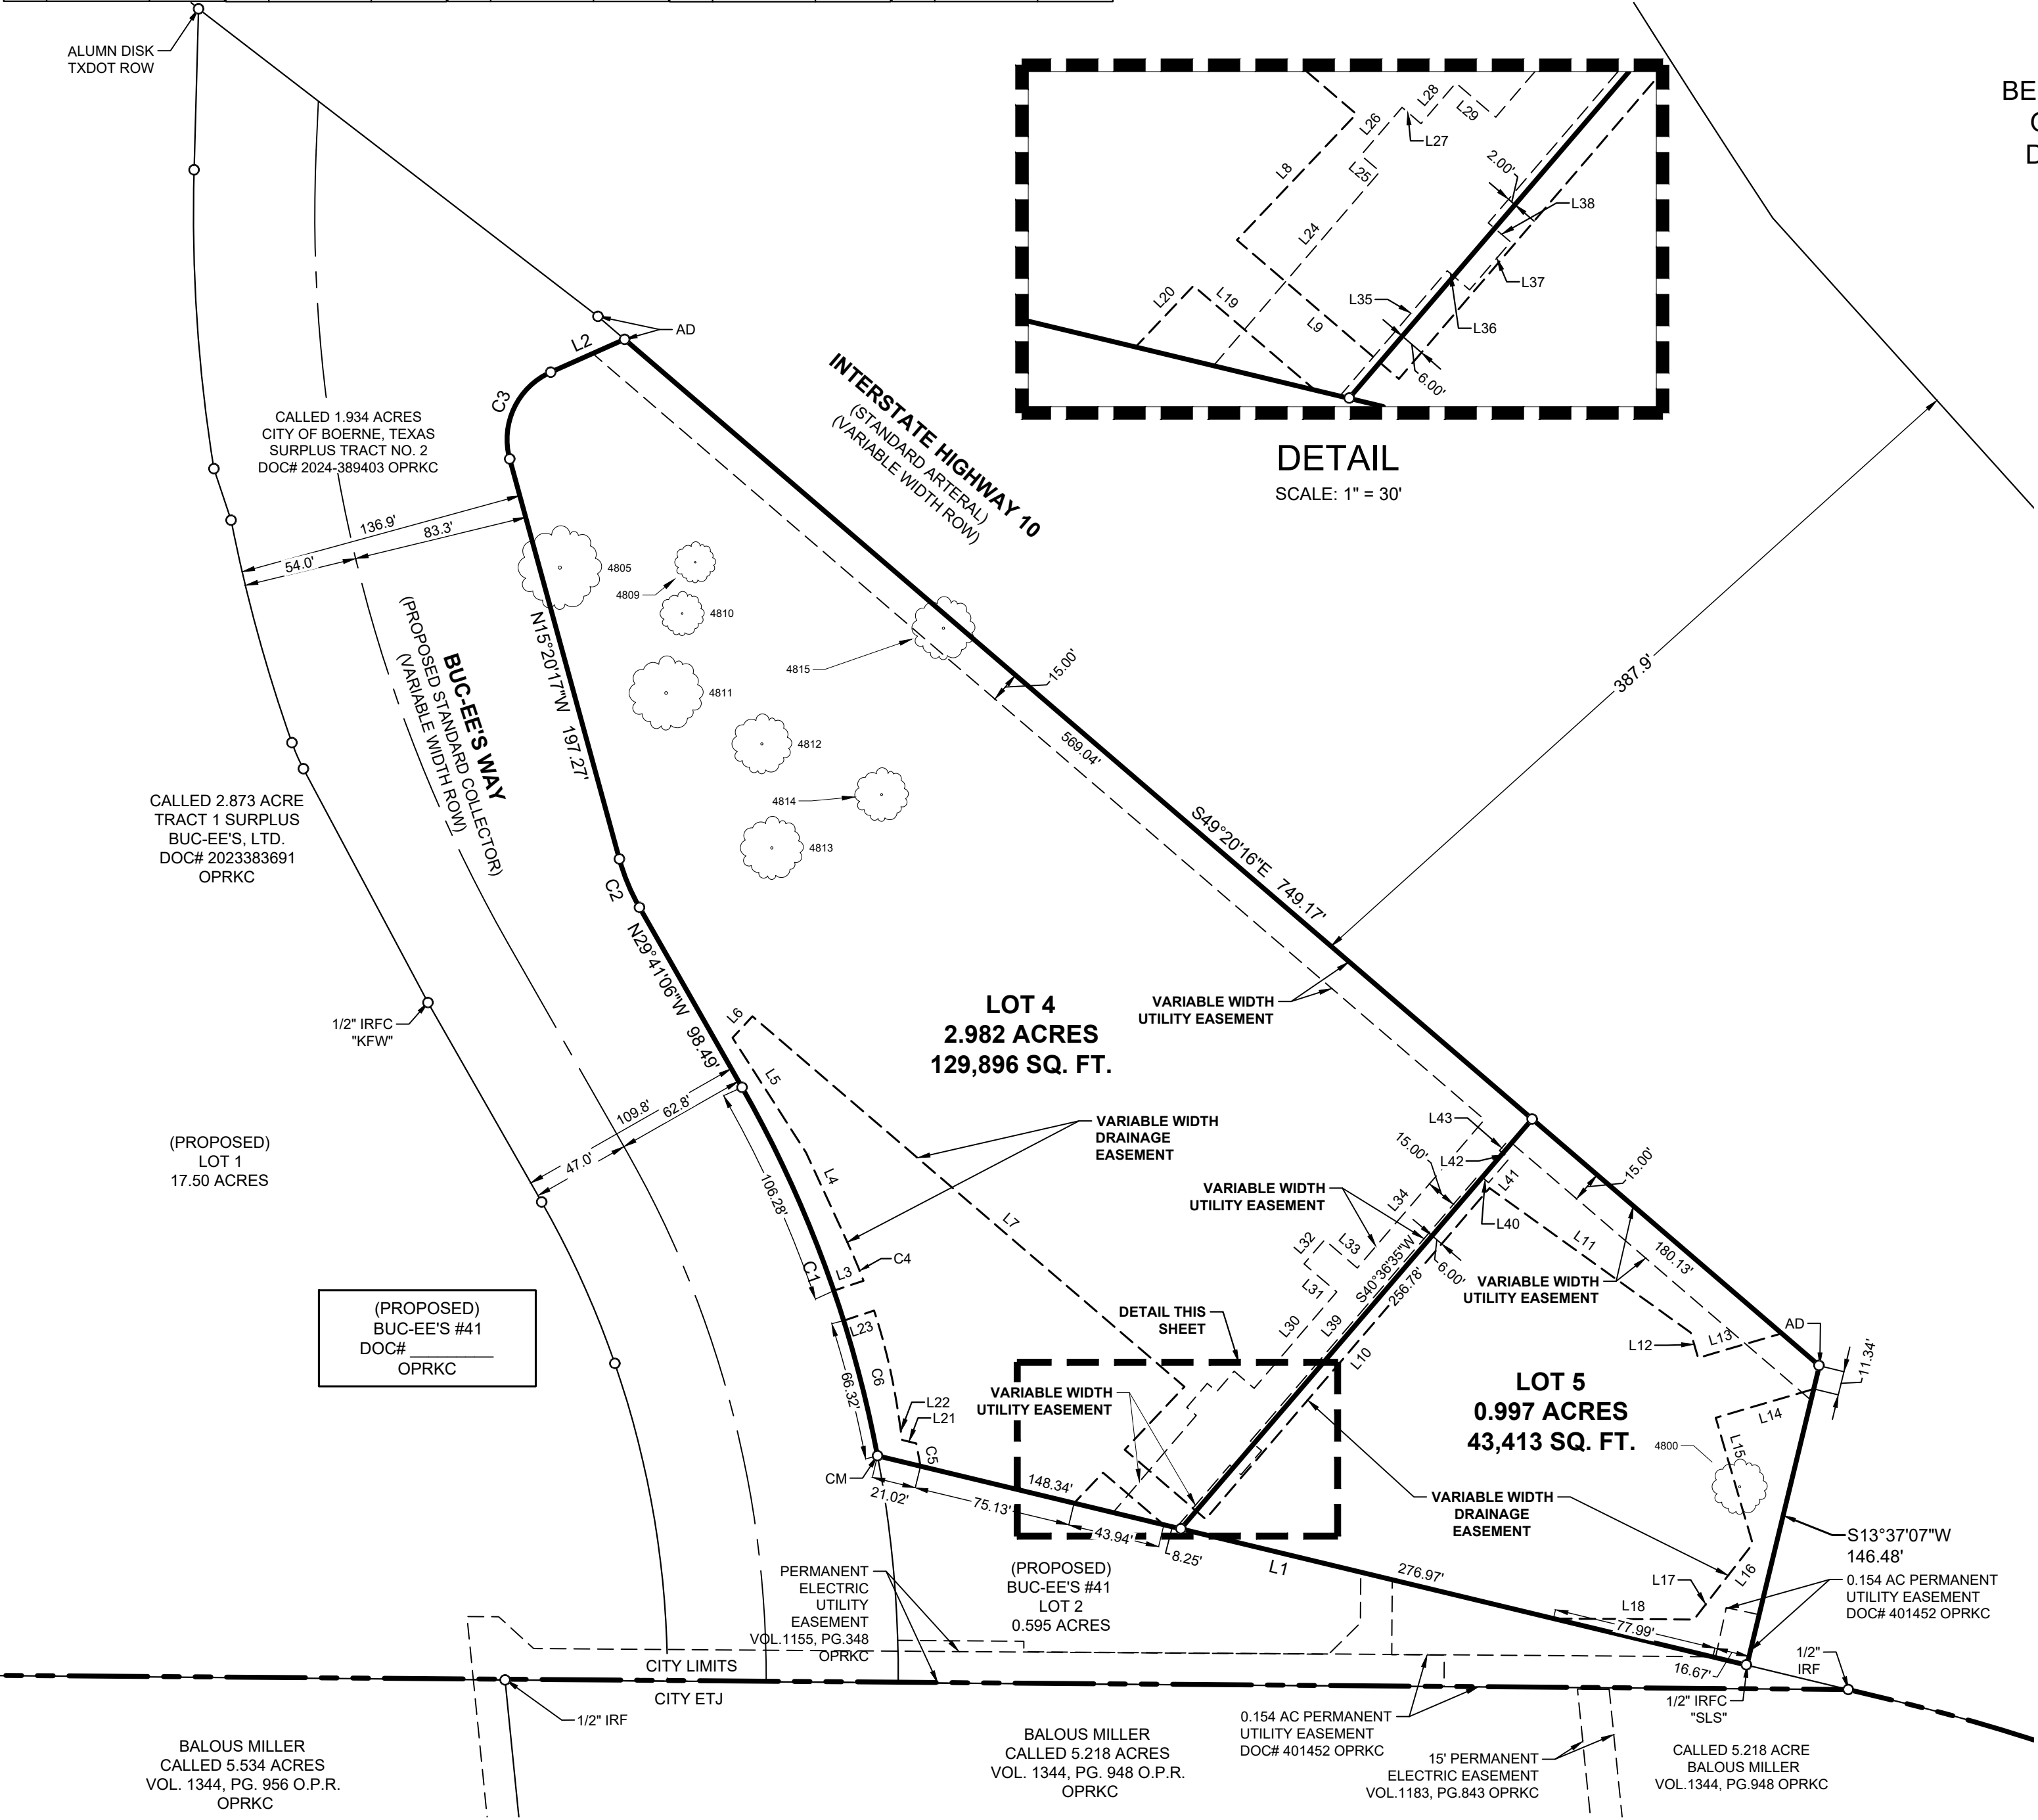 ALUMN DISK
TXDOT ROW
BE
D
L28
L26
L29
L27
L8
L25
2.00'
L38
L24
L37
L20
L19
L35
L9
L36
6.00'
DETAIL
SCALE: 1" = 30'
AD
L2
C3
INTERSTATE HIGHWAY 10
(STANDARD ARTERAL)
(VARIABLE WIDTH ROW)
CALLED 1.934 ACRES
CITY OF BOERNE, TEXAS
SURPLUS TRACT NO. 2
DOC# 2024-389403 OPRKC
136.9'
83.3'
54.0'
4805
4809
4810
4815
4811
4812
4814
4813
15.00'
569.04'
387.9'
N15°20'17"W 197.27'
BUC-EE'S WAY
(PROPOSED STANDARD COLLECTOR)
(VARIABLE WIDTH ROW)
S49°20'16"E 749.17'
CALLED 2.873 ACRE
TRACT 1 SURPLUS
BUC-EE'S, LTD.
DOC# 2023383691
OPRKC
C2
N29°41'06"W 98.49'
1/2" IRFC
"KFW"
L6
L5
LOT 4
2.982 ACRES
129,896 SQ. FT.
VARIABLE WIDTH
UTILITY EASEMENT
109.8'
62.8'
47.0'
(PROPOSED)
LOT 1
17.50 ACRES
VARIABLE WIDTH
DRAINAGE
EASEMENT
L43
15.00'
L42
L41
L40
15.00'
L4
106.28'
L7
VARIABLE WIDTH
UTILITY EASEMENT
L34
L32
L33
L11
180.13'
S40°36'35"W
256.78'
6.00'
C4
L3
C1
L31
VARIABLE WIDTH
UTILITY EASEMENT
(PROPOSED)
BUC-EE'S #41
DOC# __________
OPRKC
DETAIL THIS
SHEET
L30
L39
L10
L23
C6
66.32'
AD
L12
L13
11.34'
VARIABLE WIDTH
UTILITY EASEMENT
LOT 5
0.997 ACRES
43,413 SQ. FT.
L22
L21
C5
L14
L15
4800
CM
21.02'
148.34'
75.13'
43.94'
8.25'
VARIABLE WIDTH
DRAINAGE
EASEMENT
S13°37'07"W
146.48'
L1
276.97'
(PROPOSED)
BUC-EE'S #41
LOT 2
0.595 ACRES
PERMANENT
ELECTRIC
UTILITY
EASEMENT
VOL.1155, PG.348
OPRKC
L17
L16
L18
77.99'
16.67'
0.154 AC PERMANENT
UTILITY EASEMENT
DOC# 401452 OPRKC
1/2"
IRF
CITY LIMITS
CITY ETJ
1/2" IRF
1/2" IRFC
"SLS"
0.154 AC PERMANENT
UTILITY EASEMENT
DOC# 401452 OPRKC
BALOUS MILLER
CALLED 5.534 ACRES
VOL. 1344, PG. 956 O.P.R.
OPRKC
BALOUS MILLER
CALLED 5.218 ACRES
VOL. 1344, PG. 948 O.P.R.
OPRKC
15' PERMANENT
ELECTRIC EASEMENT
VOL.1183, PG.843 OPRKC
CALLED 5.218 ACRE
BALOUS MILLER
VOL.1344, PG.948 OPRKC